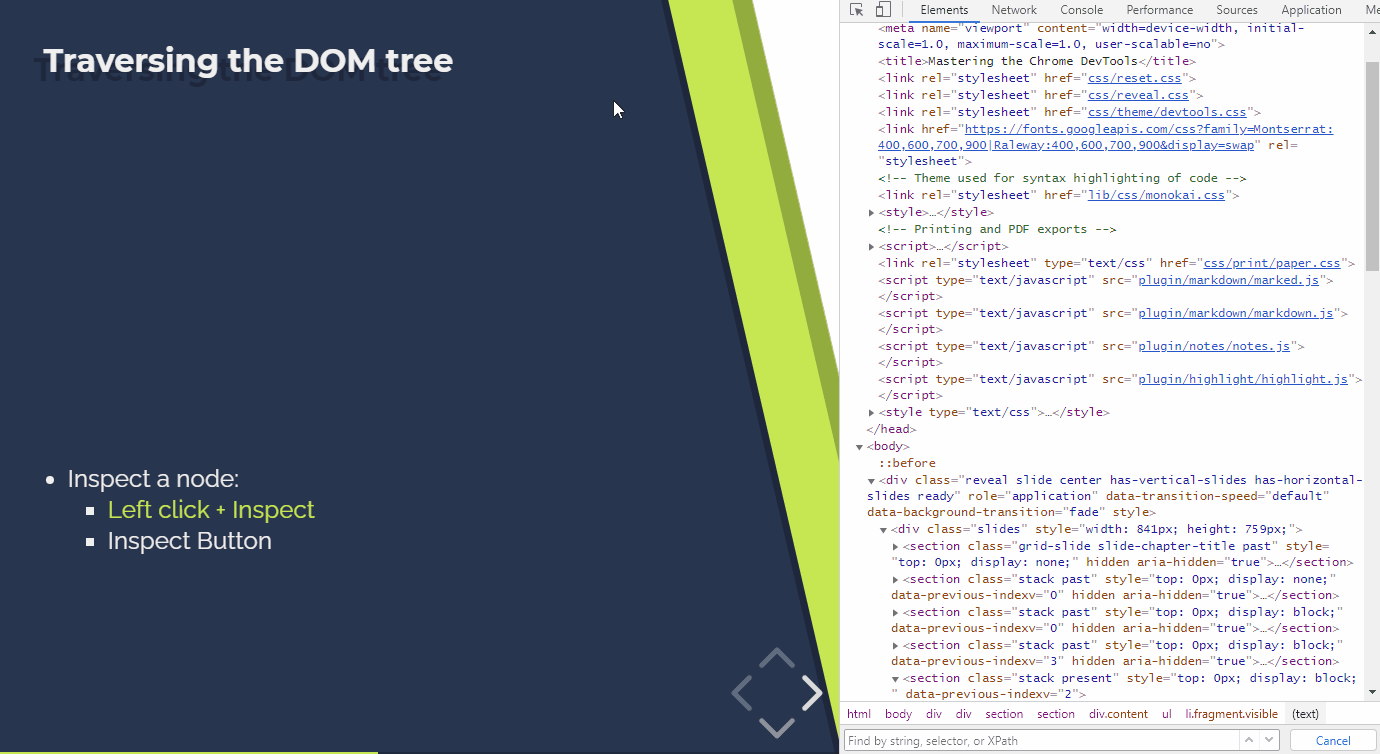 Traversing the DOM tree
Inspect a node:
Left click + Inspect
Inspect Button
Elements Network Console Performance Sources Application Me
<meta name="viewport" content="width=device-width, initial-
scale=1.0, maximum-scale=1.0, user-scalable=no">
<title>Mastering the Chrome DevTools</title>
<link rel="stylesheet" href="css/reset.css">
<link rel="stylesheet" href="css/reveal.css">
<link rel="stylesheet" href="css/theme/devtools.css">
<link href="https://fonts.googleapis.com/css?family=Montserrat:
400,600,700,900|Raleway:400,600,700,900&display=swap" rel=
"stylesheet">
<!-- Theme used for syntax highlighting of code -->
<link rel="stylesheet" href="lib/css/monokai.css">
<style>…</style>
<!-- Printing and PDF exports -->
<script>…</script>
<link rel="stylesheet" type="text/css" href="css/print/paper.css">
<script type="text/javascript" src="plugin/markdown/marked.js">
</script>
<script type="text/javascript" src="plugin/markdown/markdown.js">
</script>
<script type="text/javascript" src="plugin/notes/notes.js">
</script>
<script type="text/javascript" src="plugin/highlight/highlight.js">
</script>
<style type="text/css">…</style>
</head>
<body>
::before
<div class="reveal slide center has-vertical-slides has-horizontal-
slides ready" role="application" data-transition-speed="default"
data-background-transition="fade" style>
<div class="slides" style="width: 841px; height: 759px;">
<section class="grid-slide slide-chapter-title past" style=
"top: 0px; display: none;" hidden aria-hidden="true">…</section>
<section class="stack past" style="top: 0px; display: none;"
data-previous-indexv="0" hidden aria-hidden="true">…</section>
<section class="stack past" style="top: 0px; display: block;"
data-previous-indexv="0" hidden aria-hidden="true">…</section>
<section class="stack past" style="top: 0px; display: block;"
data-previous-indexv="3" hidden aria-hidden="true">…</section>
<section class="stack present" style="top: 0px; display: block;
" data-previous-indexv="2">
html body div div section section div.content ul li.fragment.visible (text)
Find by string, selector, or XPath Cancel